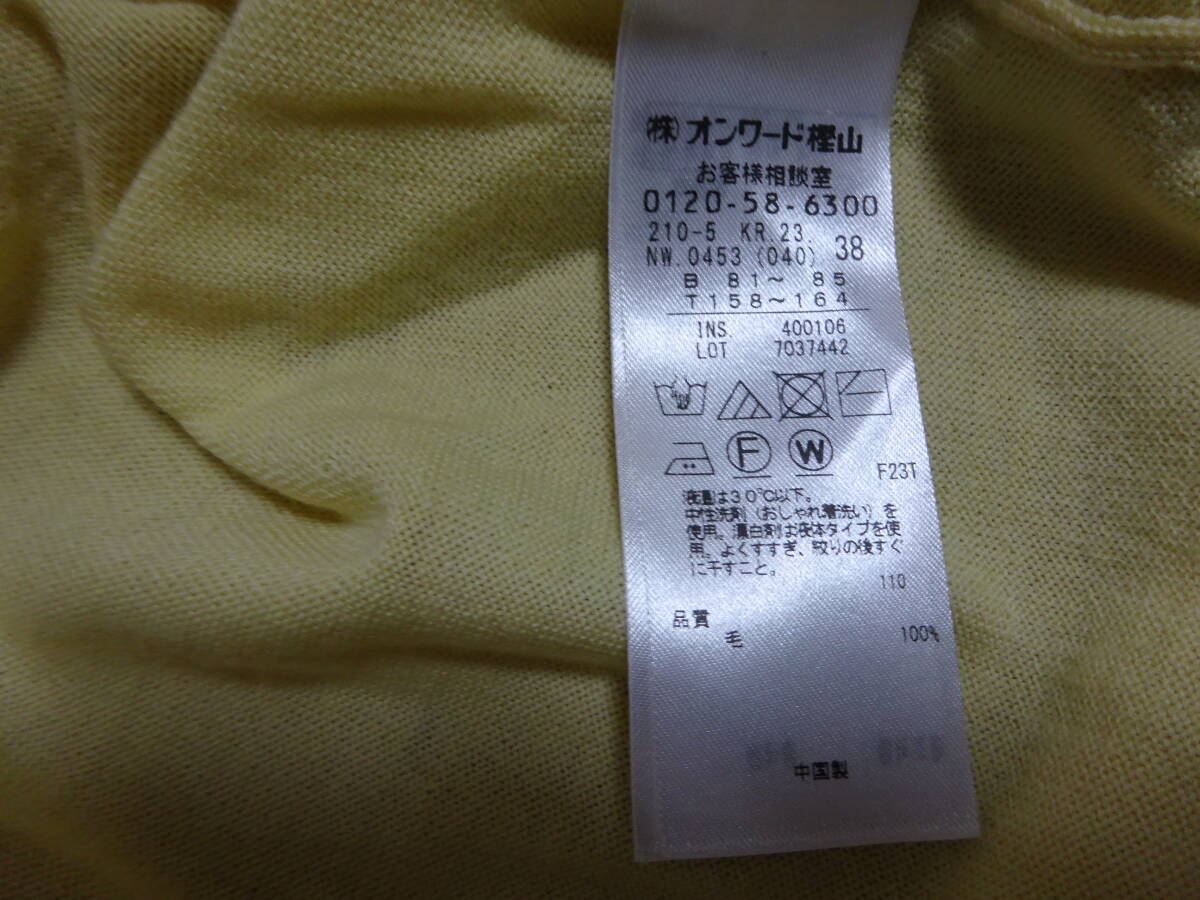 (株)オンワード樫山
お客様相談室
0120-58-6300
210-5 KR 23
NW.0453 (040) 38
B 81～ 85
T158～164
INS. 400106
LOT 7037442
F W
F23T
液温は30℃以下。
中性洗剤（おしゃれ着洗い）を
使用。漂白剤は液体タイプを使
用。よくすすぎ、絞りの後すぐ
に干すこと。
110
品質
毛 100%
中国製